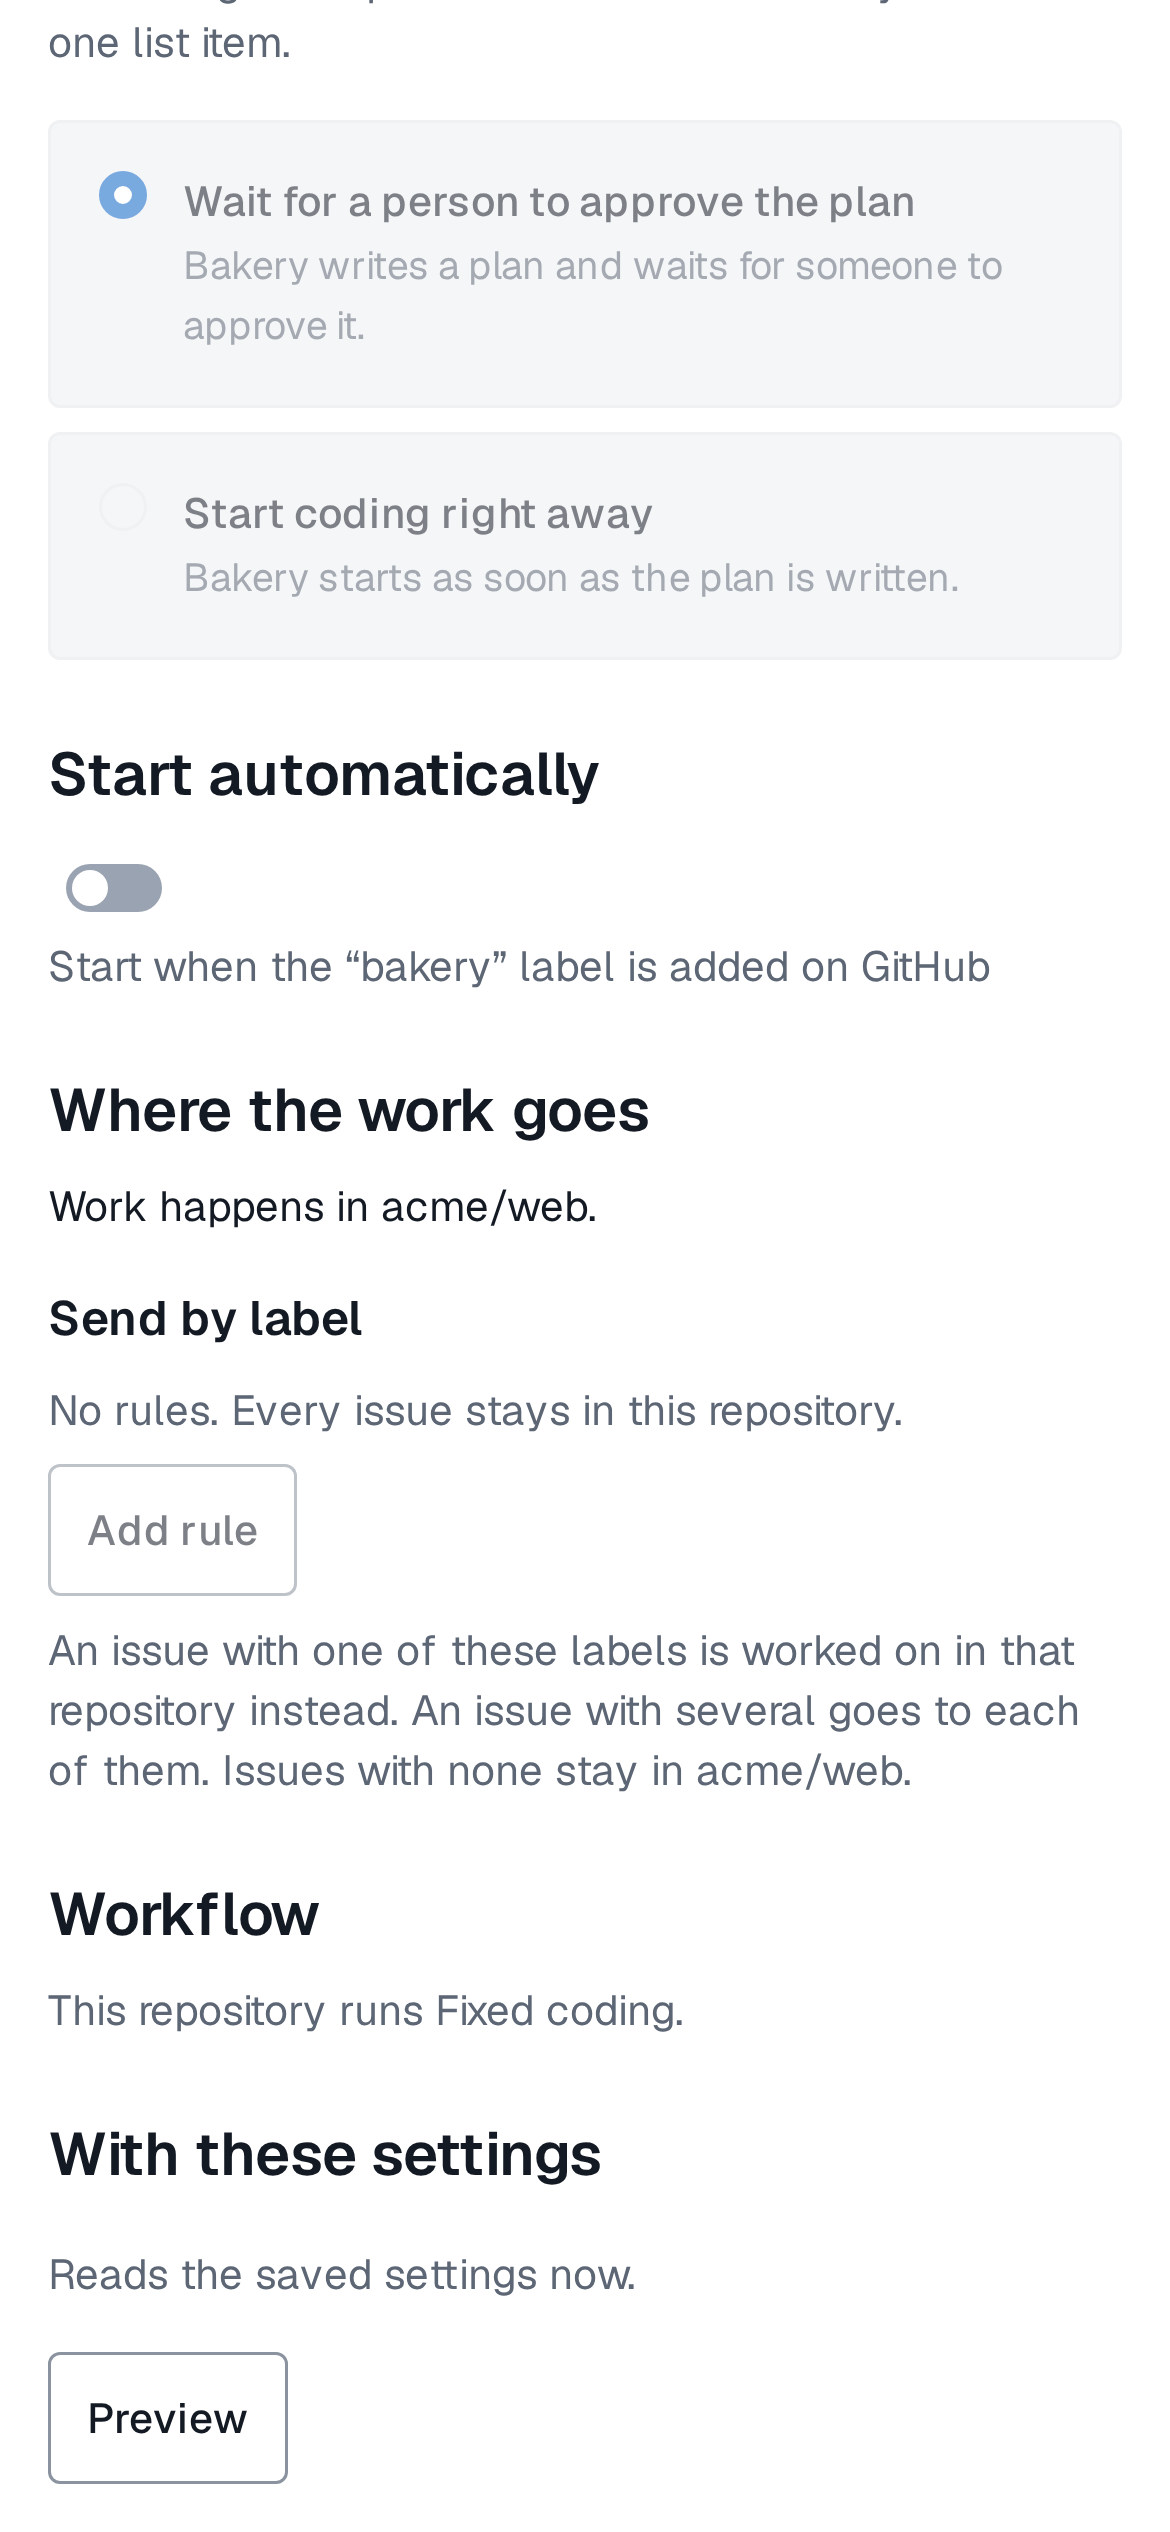 one list item.
Wait for a person to approve the plan
Bakery writes a plan and waits for someone to
approve it.
Start coding right away
Bakery starts as soon as the plan is written.
Start automatically
Start when the “bakery” label is added on GitHub
Where the work goes
Work happens in acme/web.
Send by label
No rules. Every issue stays in this repository.
Add rule
An issue with one of these labels is worked on in that
repository instead. An issue with several goes to each
of them. Issues with none stay in acme/web.
Workflow
This repository runs Fixed coding.
With these settings
Reads the saved settings now.
Preview